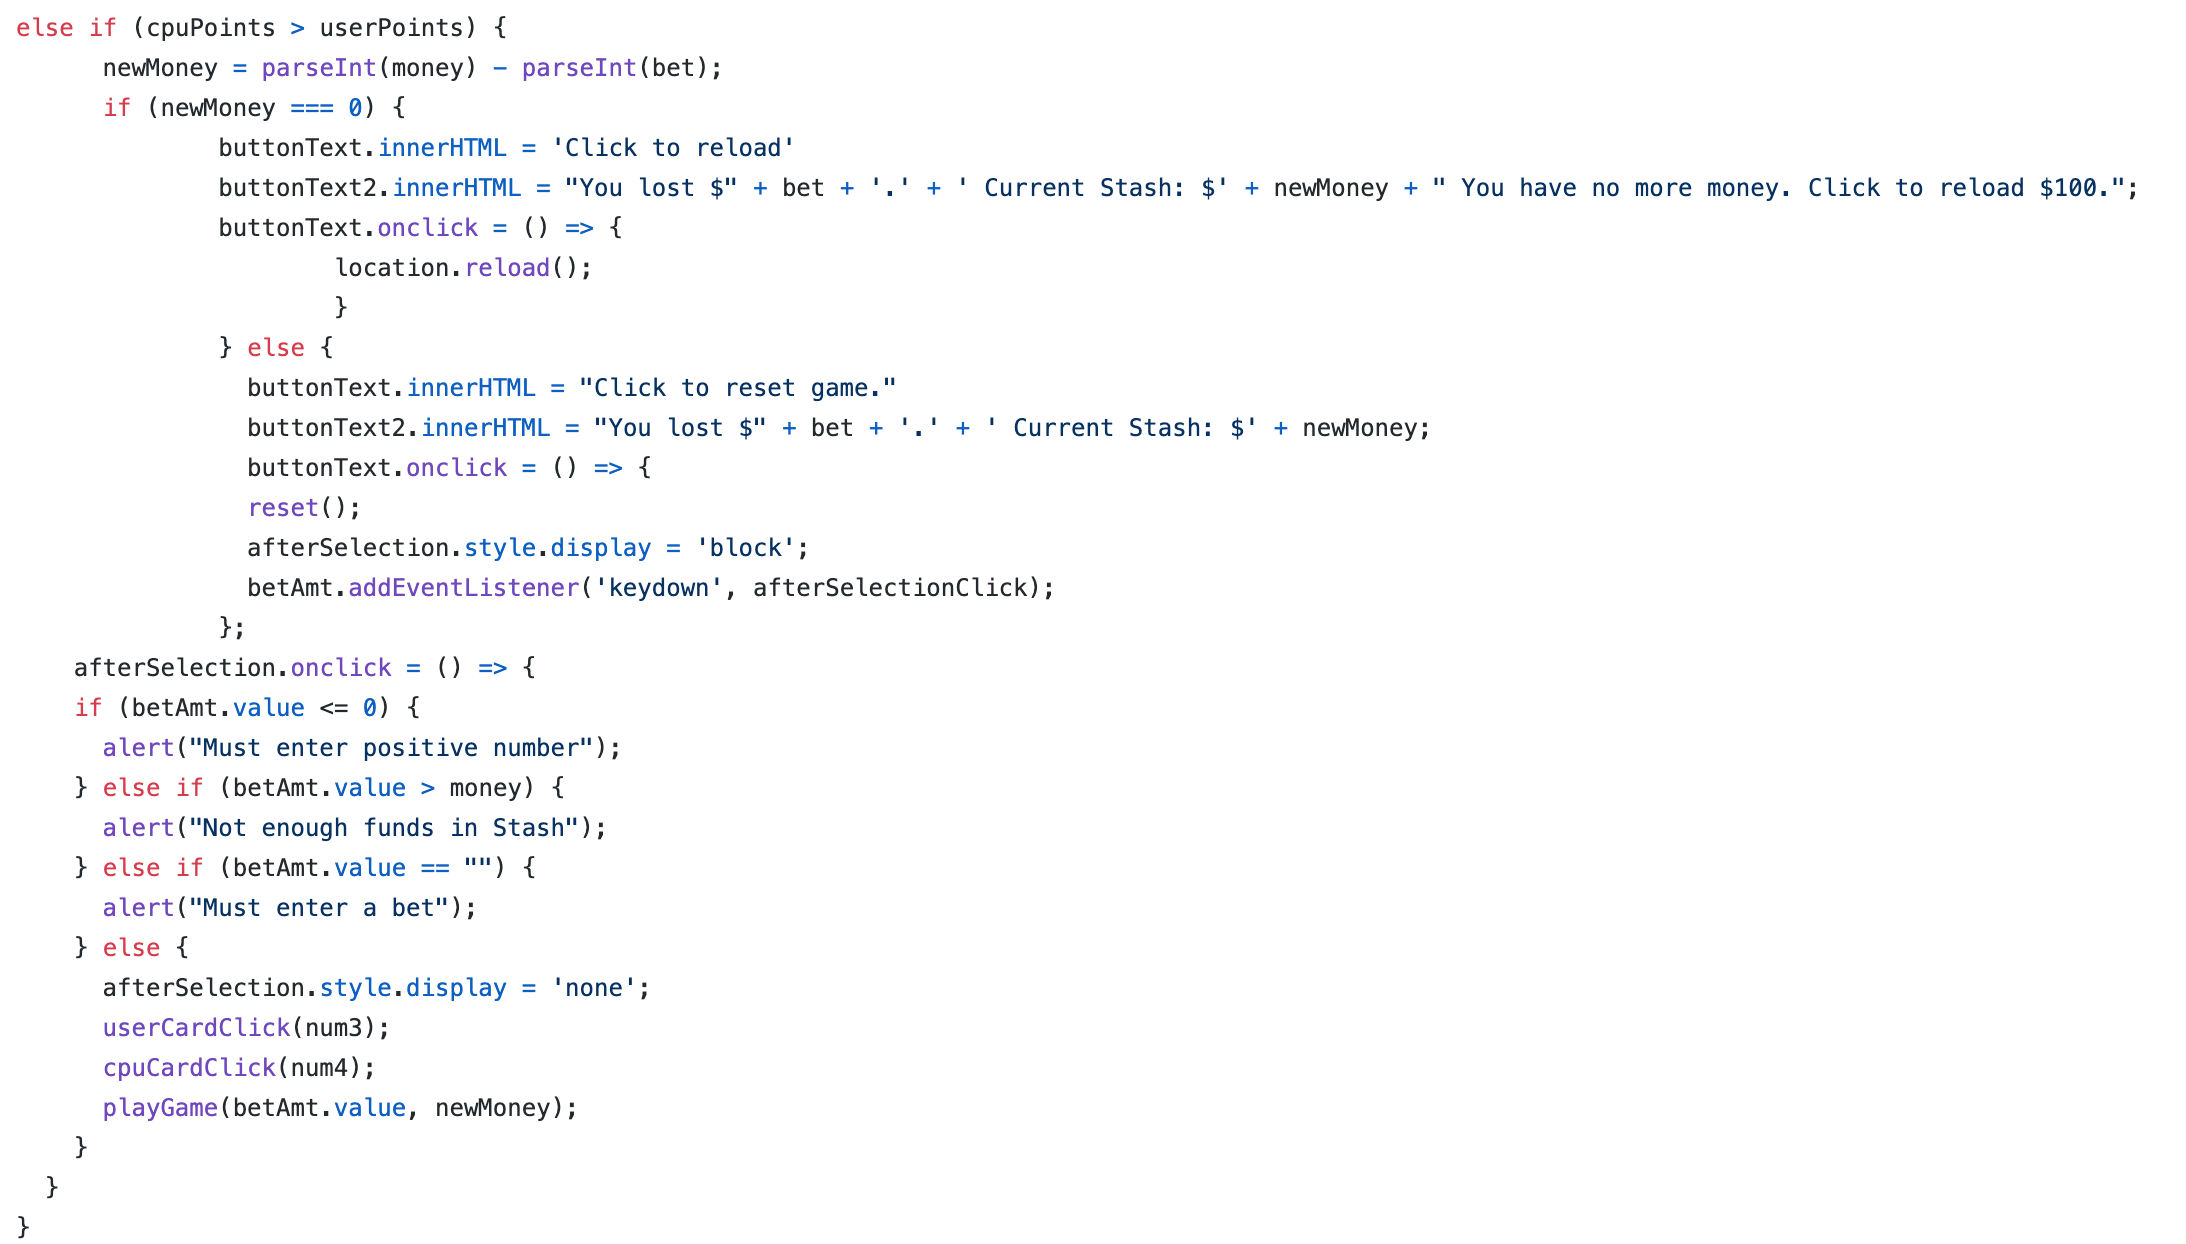 else if (cpuPoints > userPoints) {
      newMoney = parseInt(money) - parseInt(bet);
      if (newMoney === 0) {
              buttonText.innerHTML = 'Click to reload'
              buttonText2.innerHTML = "You lost $" + bet + '.' + ' Current Stash: $' + newMoney + " You have no more money. Click to reload $100.";
              buttonText.onclick = () => {
                      location.reload();
                      }
              } else {
                buttonText.innerHTML = "Click to reset game."
                buttonText2.innerHTML = "You lost $" + bet + '.' + ' Current Stash: $' + newMoney;
                buttonText.onclick = () => {
                reset();
                afterSelection.style.display = 'block';
                betAmt.addEventListener('keydown', afterSelectionClick);
              };
    afterSelection.onclick = () => {
    if (betAmt.value <= 0) {
      alert("Must enter positive number");
    } else if (betAmt.value > money) {
      alert("Not enough funds in Stash");
    } else if (betAmt.value == "") {
      alert("Must enter a bet");
    } else {
      afterSelection.style.display = 'none';
      userCardClick(num3);
      cpuCardClick(num4);
      playGame(betAmt.value, newMoney);
    }
  }
}